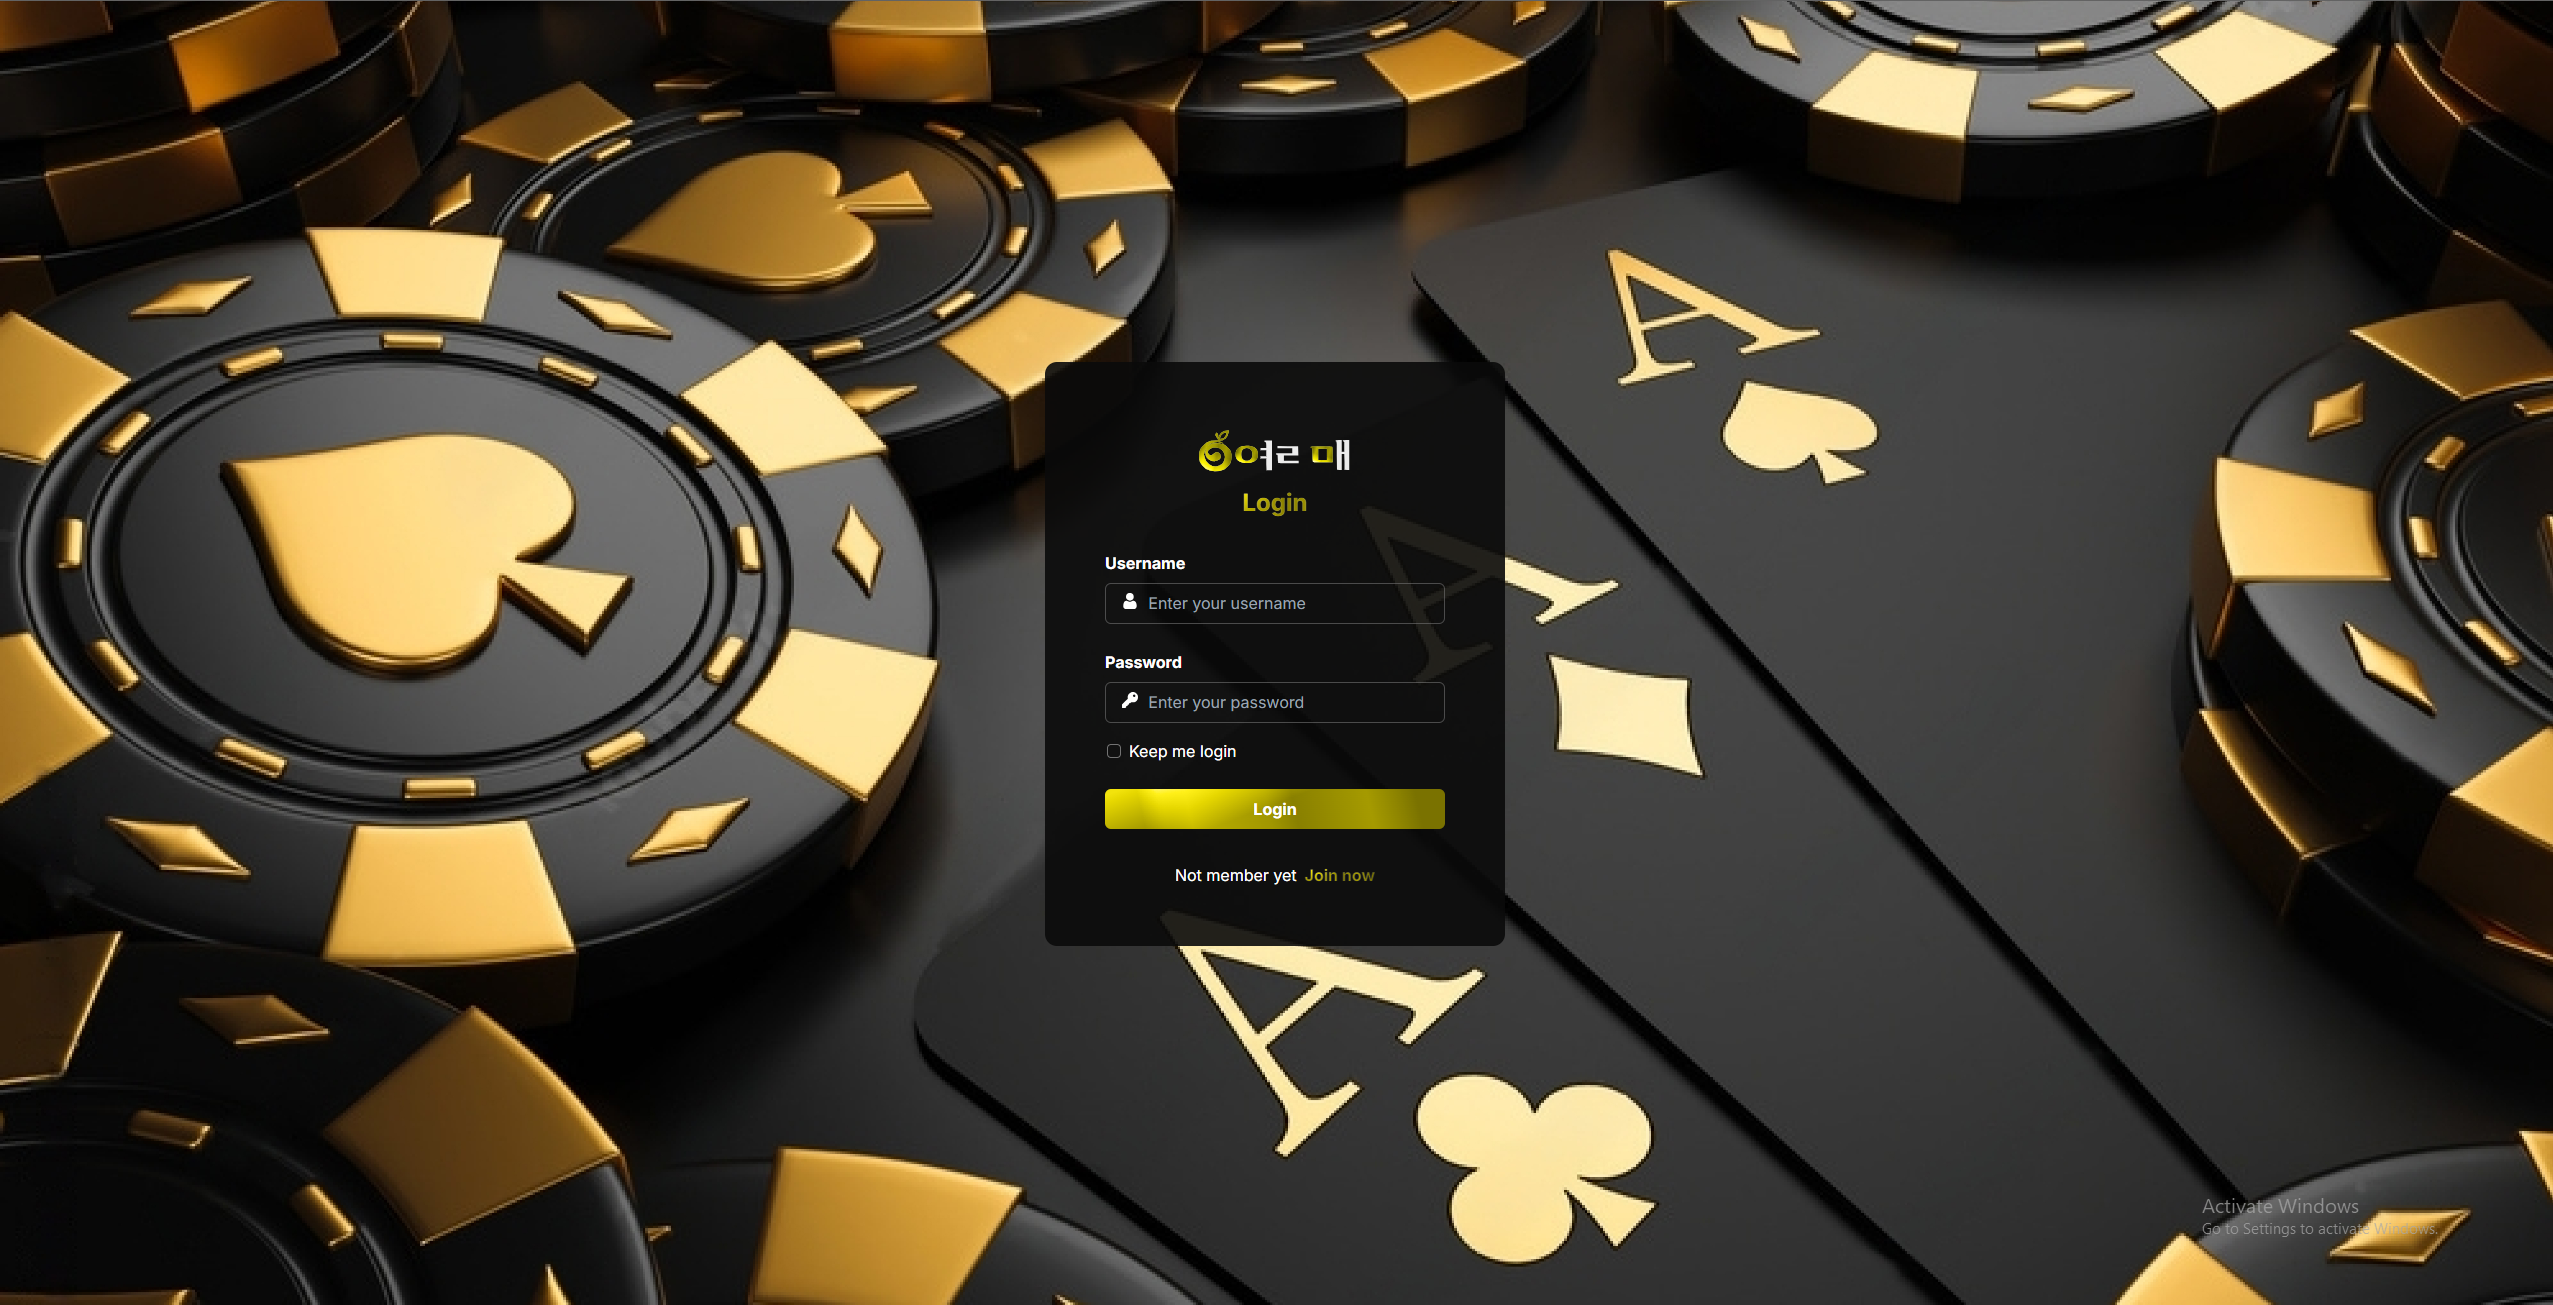 여ㄹ 매
Login
Username
Enter your username
Password
Enter your password
Keep me login
Login
Not member yet Join now
A
A
A
Activate Windows
Go to Settings to activate Windows.